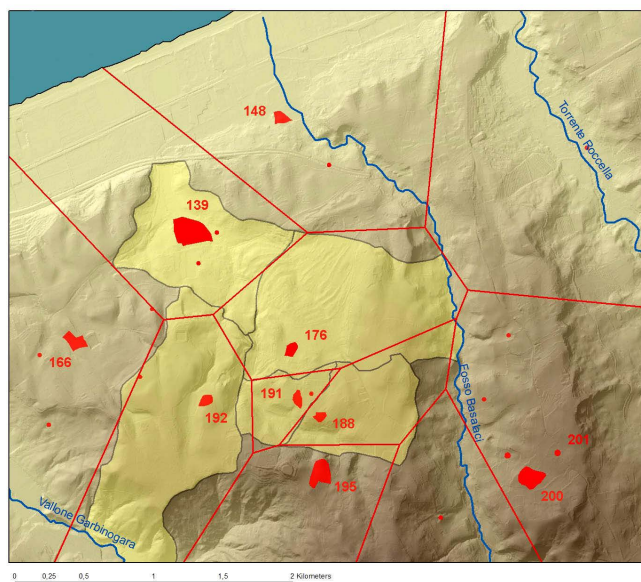 148
Torrente Roccella
139
176
166
191
192
188
Fosso Basalaci
201
195
200
Vallone Garbinogara
0 0,25 0,5 1 1,5 2 Kilometers